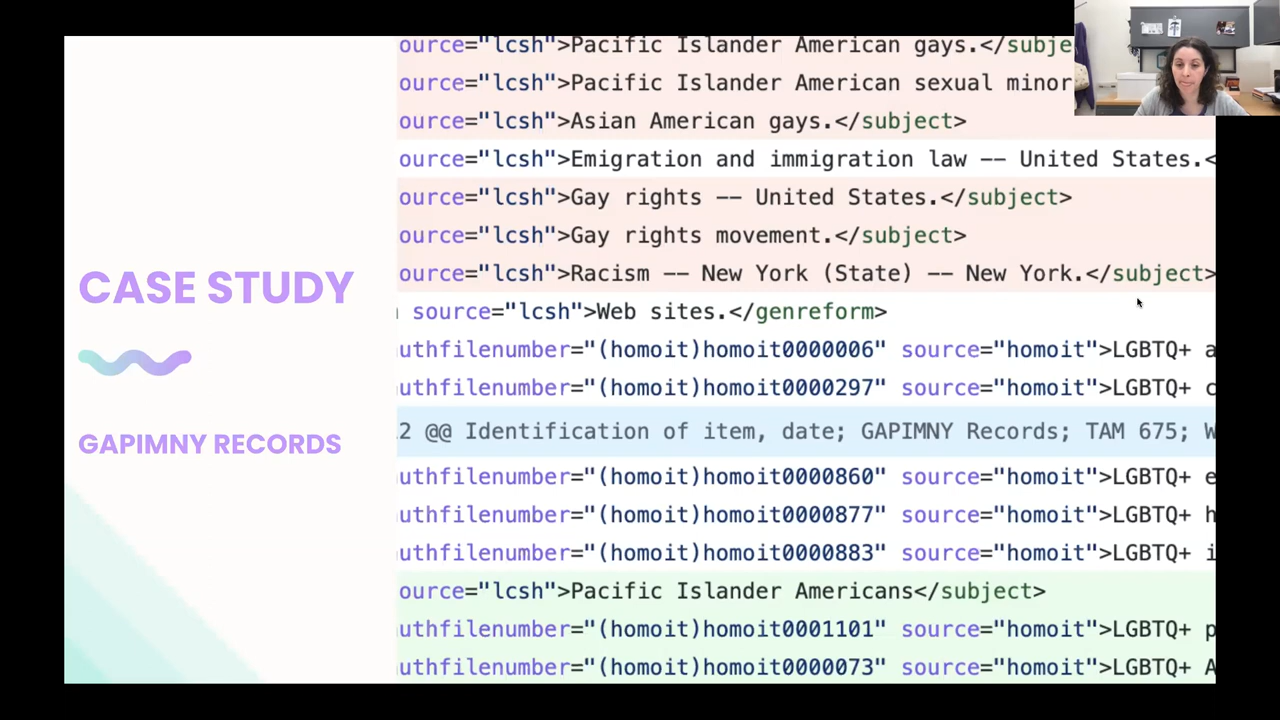 CASE STUDY
GAPIMNY RECORDS
ource="lcsh">Pacific Islander American gays.</subje
ource="lcsh">Pacific Islander American sexual minor
ource="lcsh">Asian American gays.</subject>
ource="lcsh">Emigration and immigration law -- United States.<
ource="lcsh">Gay rights -- United States.</subject>
ource="lcsh">Gay rights movement.</subject>
ource="lcsh">Racism -- New York (State) -- New York.</subject>
source="lcsh">Web sites.</genreform>
uthfilenumber="(homoit)homoit0000006" source="homoit">LGBTQ+ a
uthfilenumber="(homoit)homoit0000297" source="homoit">LGBTQ+ c
2 @@ Identification of item, date; GAPIMNY Records; TAM 675; W
uthfilenumber="(homoit)homoit0000860" source="homoit">LGBTQ+ e
uthfilenumber="(homoit)homoit0000877" source="homoit">LGBTQ+ h
uthfilenumber="(homoit)homoit0000883" source="homoit">LGBTQ+ i
ource="lcsh">Pacific Islander Americans</subject>
uthfilenumber="(homoit)homoit0001101" source="homoit">LGBTQ+ p
uthfilenumber="(homoit)homoit0000073" source="homoit">LGBTQ+ A